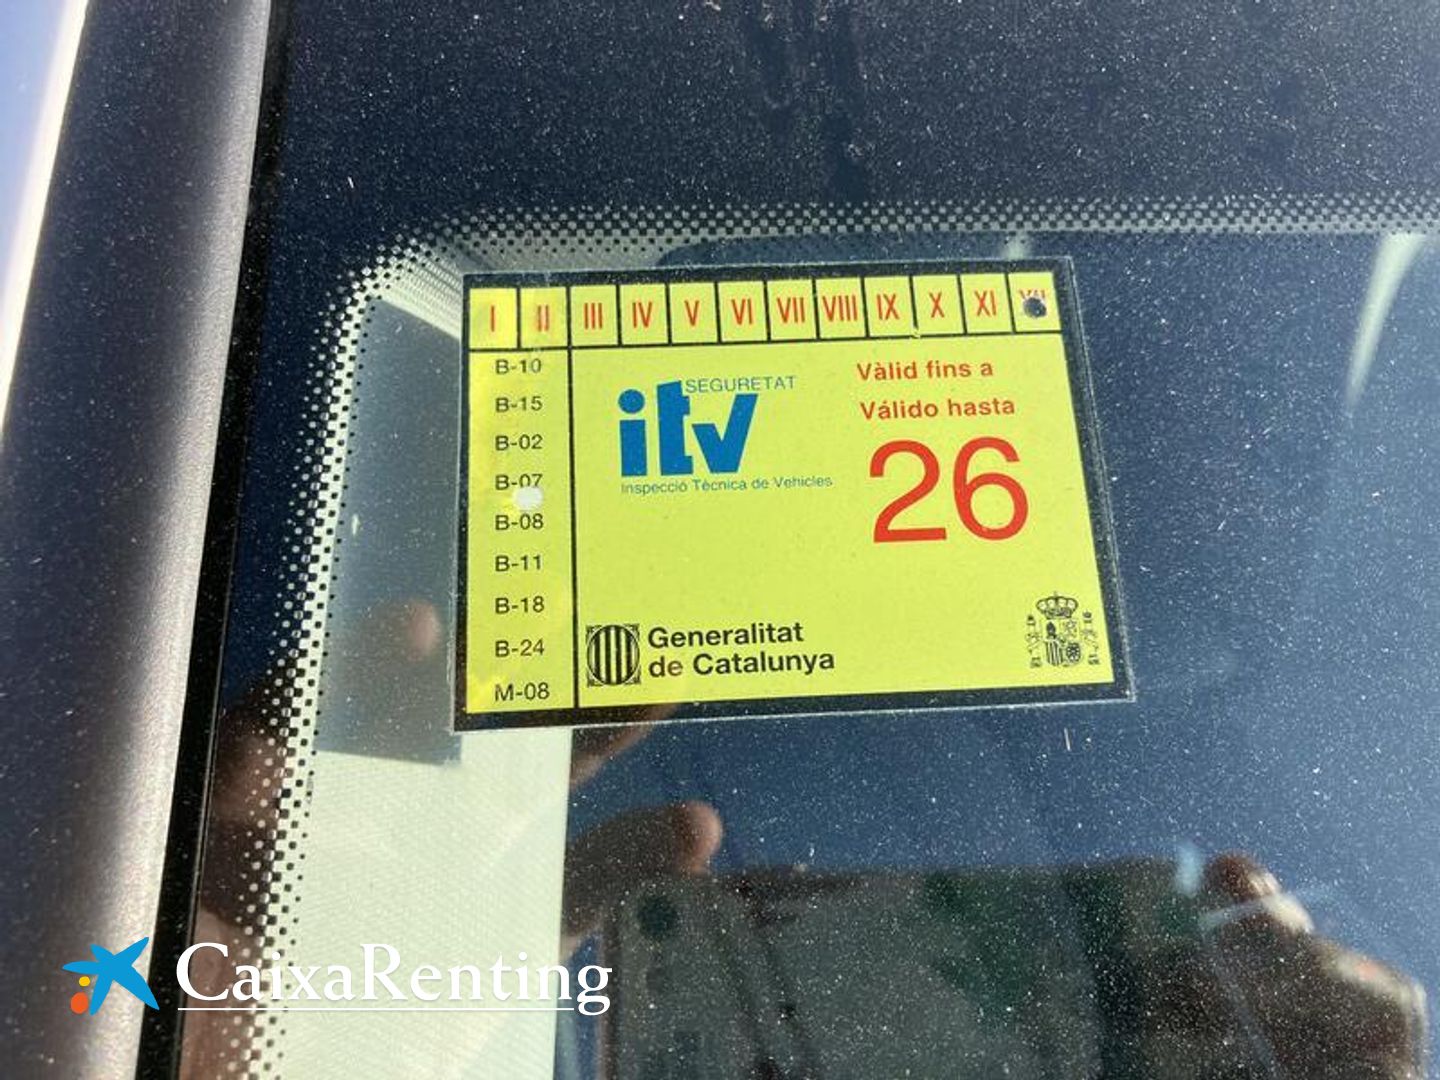 I II III IV V VI VII VIII IX X XI XII
B-10
B-15
B-02
B-07
B-08
B-11
B-18
B-24
M-08
SEGURETAT
itv
Inspecció Tècnica de Vehicles
Vàlid fins a
Válido hasta
26
Generalitat
de Catalunya
CaixaRenting